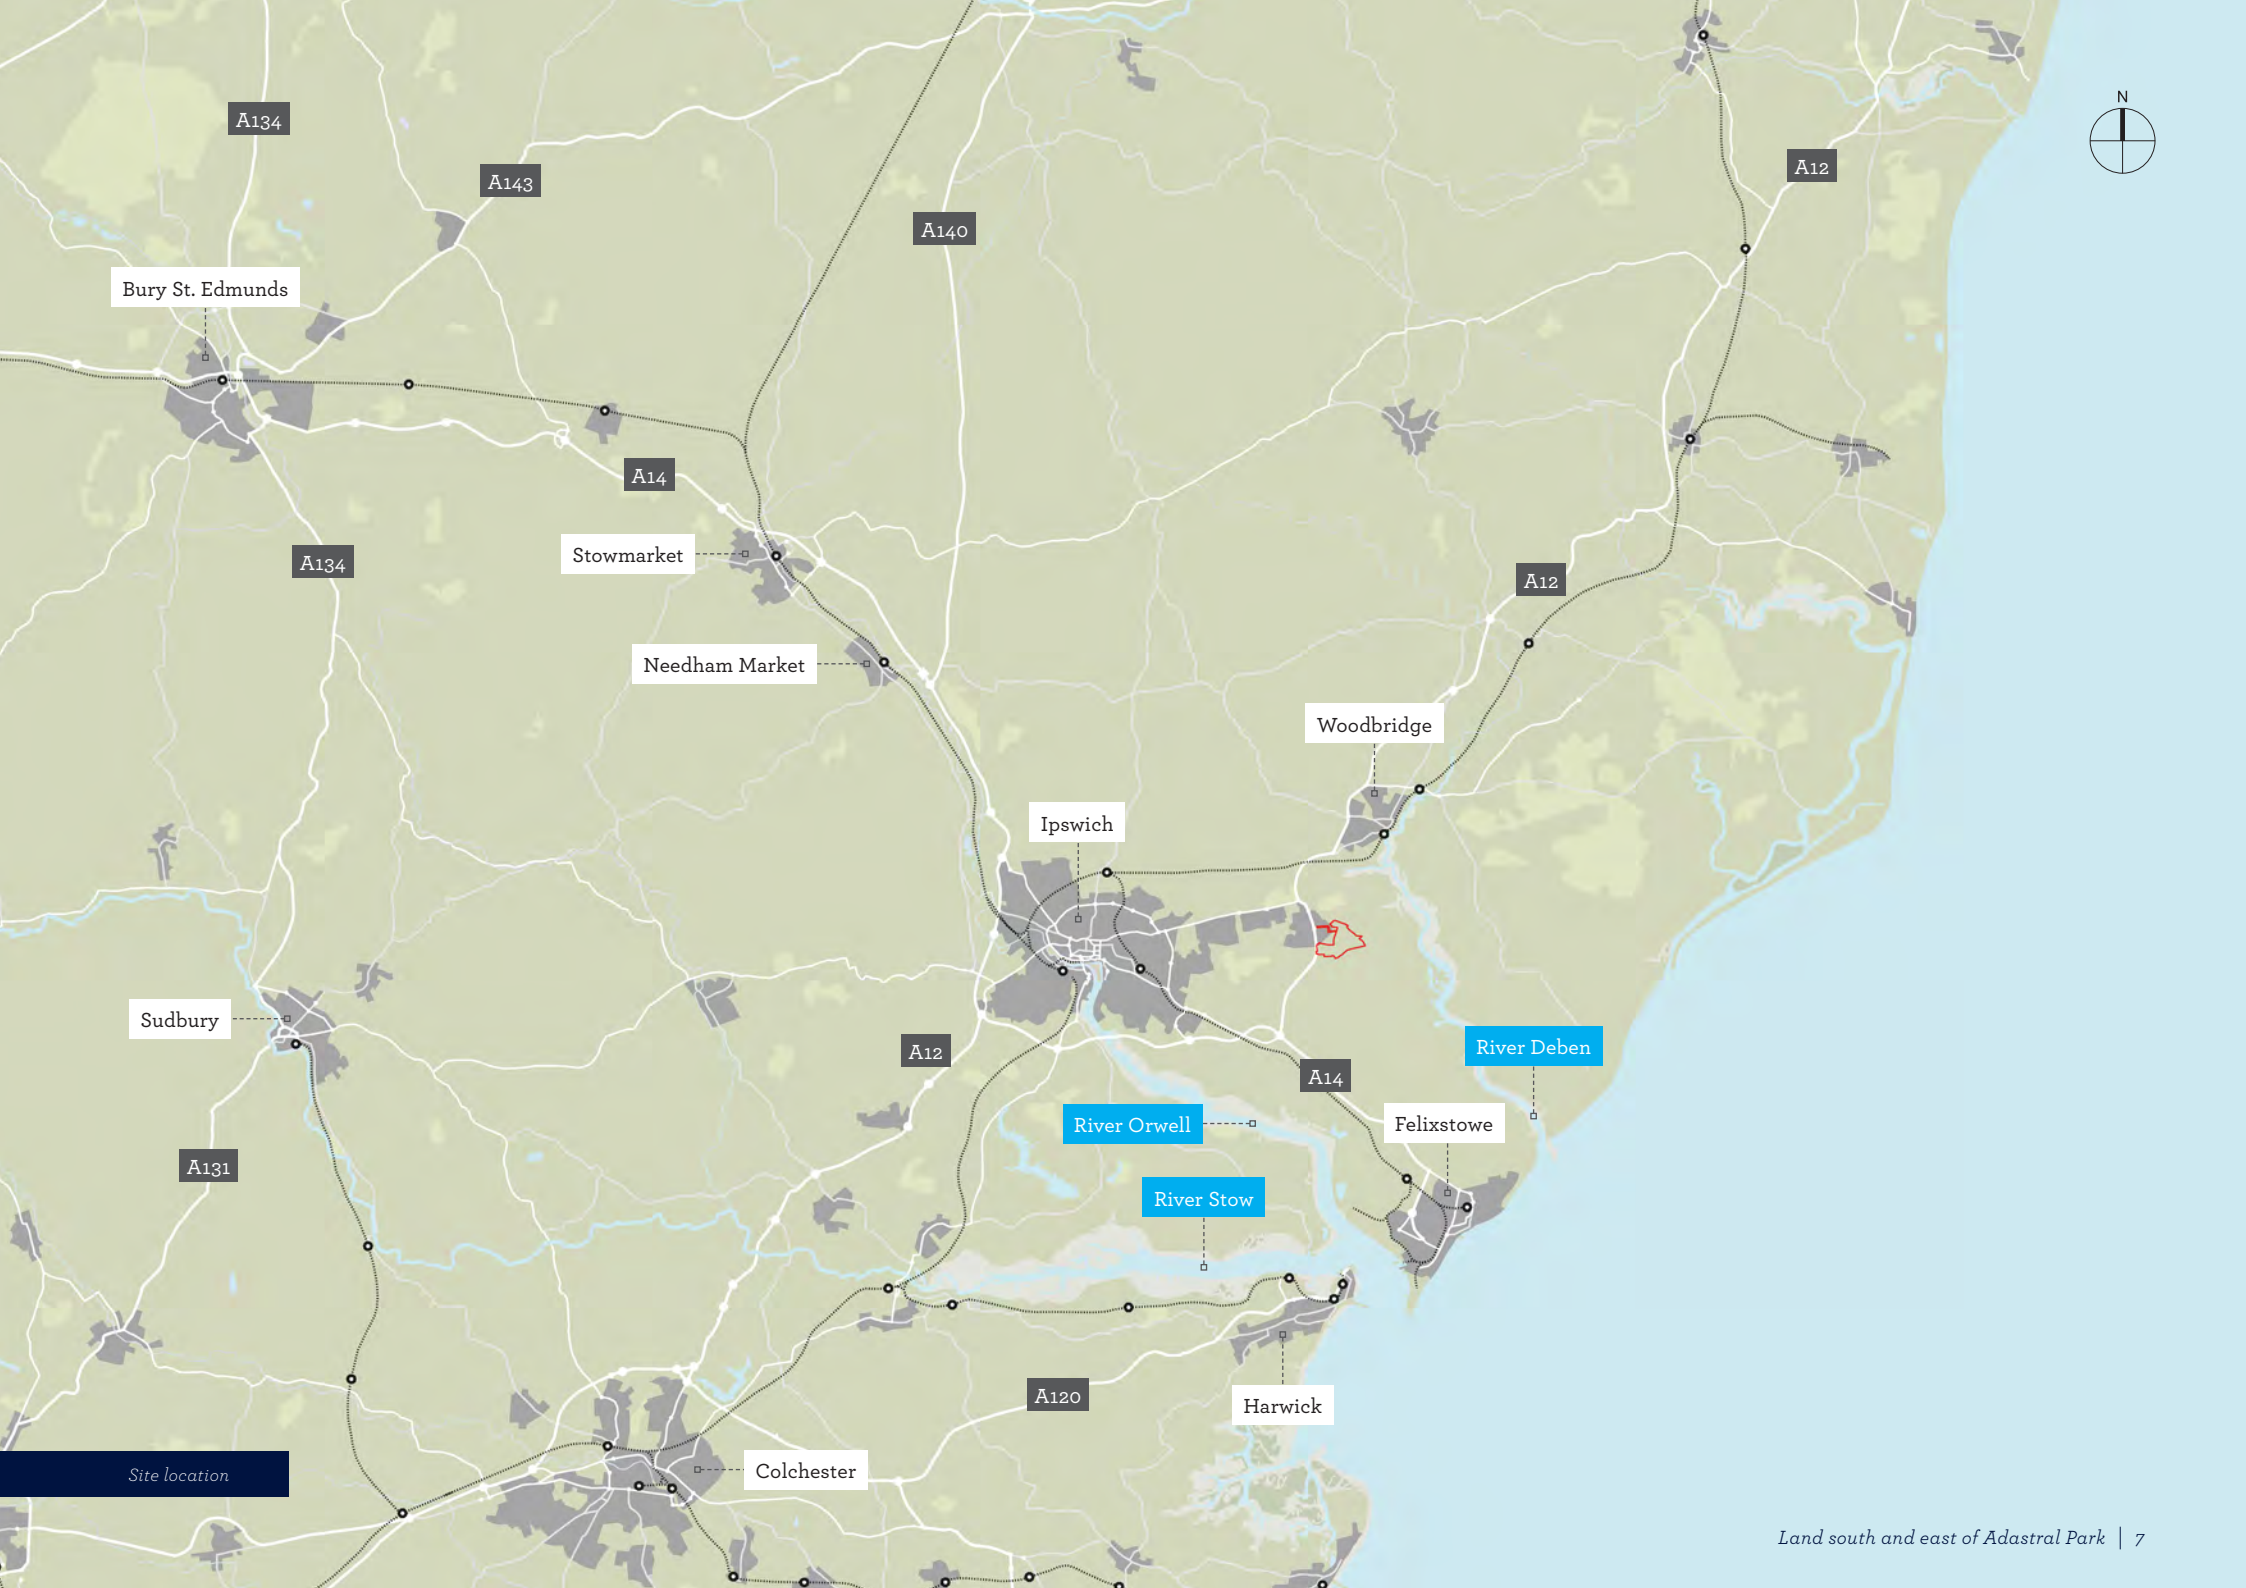 N
A134
A12
A143
A140
Bury St. Edmunds
A14
Stowmarket
A134
A12
Needham Market
Woodbridge
Ipswich
Sudbury
A12
River Deben
A14
River Orwell
Felixstowe
A131
River Stow
A120
Harwick
Colchester
Site location
Land south and east of Adastral Park | 7